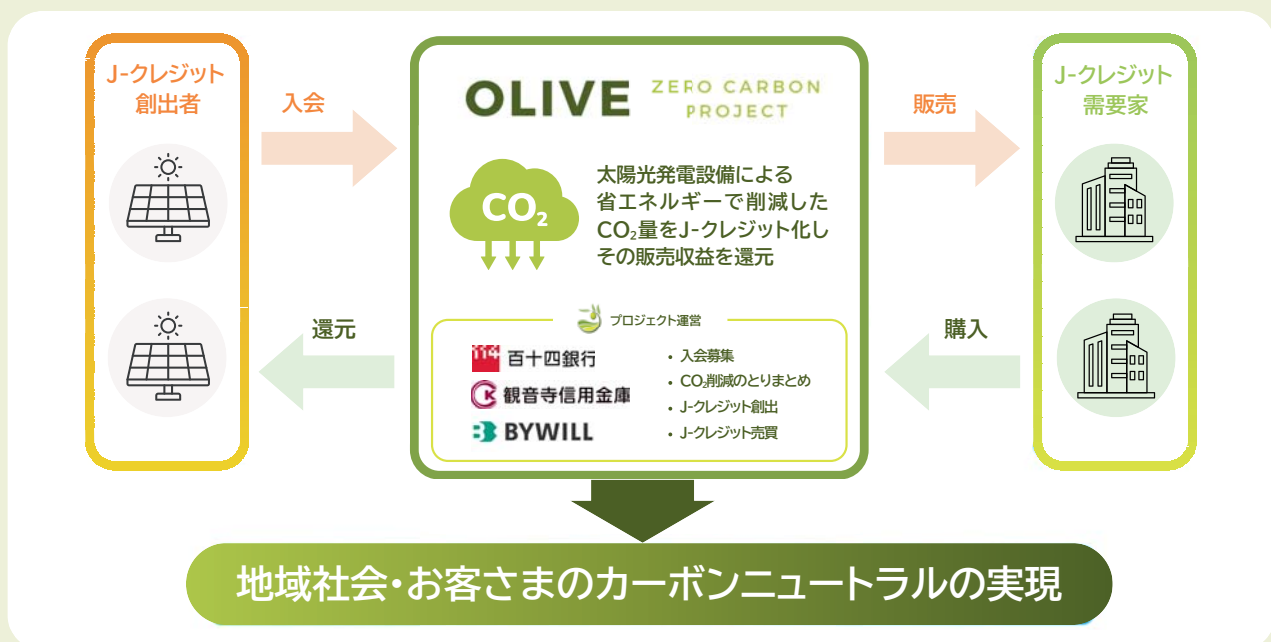 J-クレジット
創出者
入会
還元
OLIVE
ZERO CARBON
PROJECT
CO₂
太陽光発電設備による
省エネルギーで削減した
CO₂量をJ-クレジット化し
その販売収益を還元
プロジェクト運営
114 百十四銀行
観音寺信用金庫
BYWILL
• 入会募集
• CO₂削減のとりまとめ
• J-クレジット創出
• J-クレジット売買
販売
購入
J-クレジット
需要家
地域社会・お客さまのカーボンニュートラルの実現